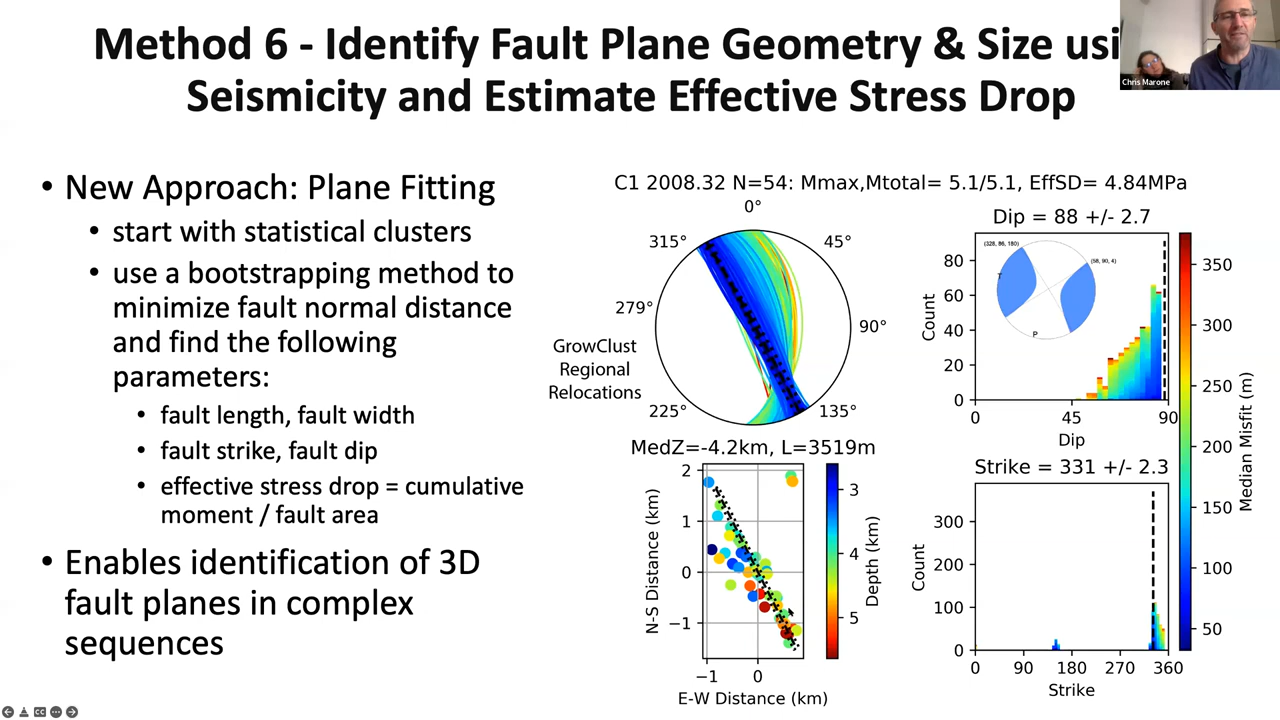 Method 6 - Identify Fault Plane Geometry & Size usi
Seismicity and Estimate Effective Stress Drop
Chris Marone
• New Approach: Plane Fitting
• start with statistical clusters
• use a bootstrapping method to
minimize fault normal distance
and find the following
parameters:
• fault length, fault width
• fault strike, fault dip
• effective stress drop = cumulative
moment / fault area
• Enables identification of 3D
fault planes in complex
sequences
C1 2008.32 N=54: Mmax,Mtotal= 5.1/5.1, EffSD= 4.84MPa
0°
315°
45°
279°
90°
225°
135°
GrowClust
Regional
Relocations
MedZ=-4.2km, L=3519m
2
1
0
−1
N-S Distance (km)
−1
0
E-W Distance (km)
3
4
5
Depth (km)
Dip = 88 +/- 2.7
(328, 86, 180)
(58, 90, 4)
T
P
80
60
40
20
0
Count
0
45
90
Dip
Strike = 331 +/- 2.3
300
200
100
0
Count
0
90
180
270
360
Strike
350
300
250
200
150
100
50
Median Misfit (m)
CC